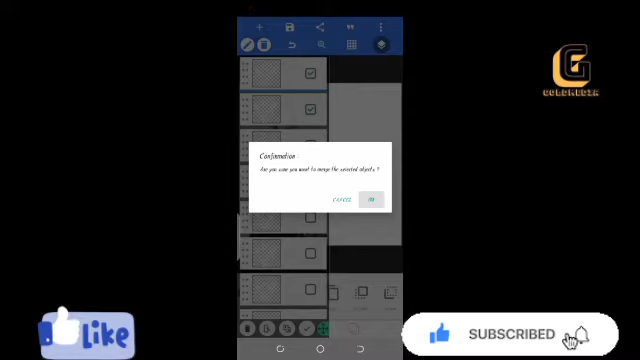 GOLDMEDIA
Confirmation :
Are you sure you want to merge the selected objects ?
CANCEL OK
Like
SUBSCRIBED